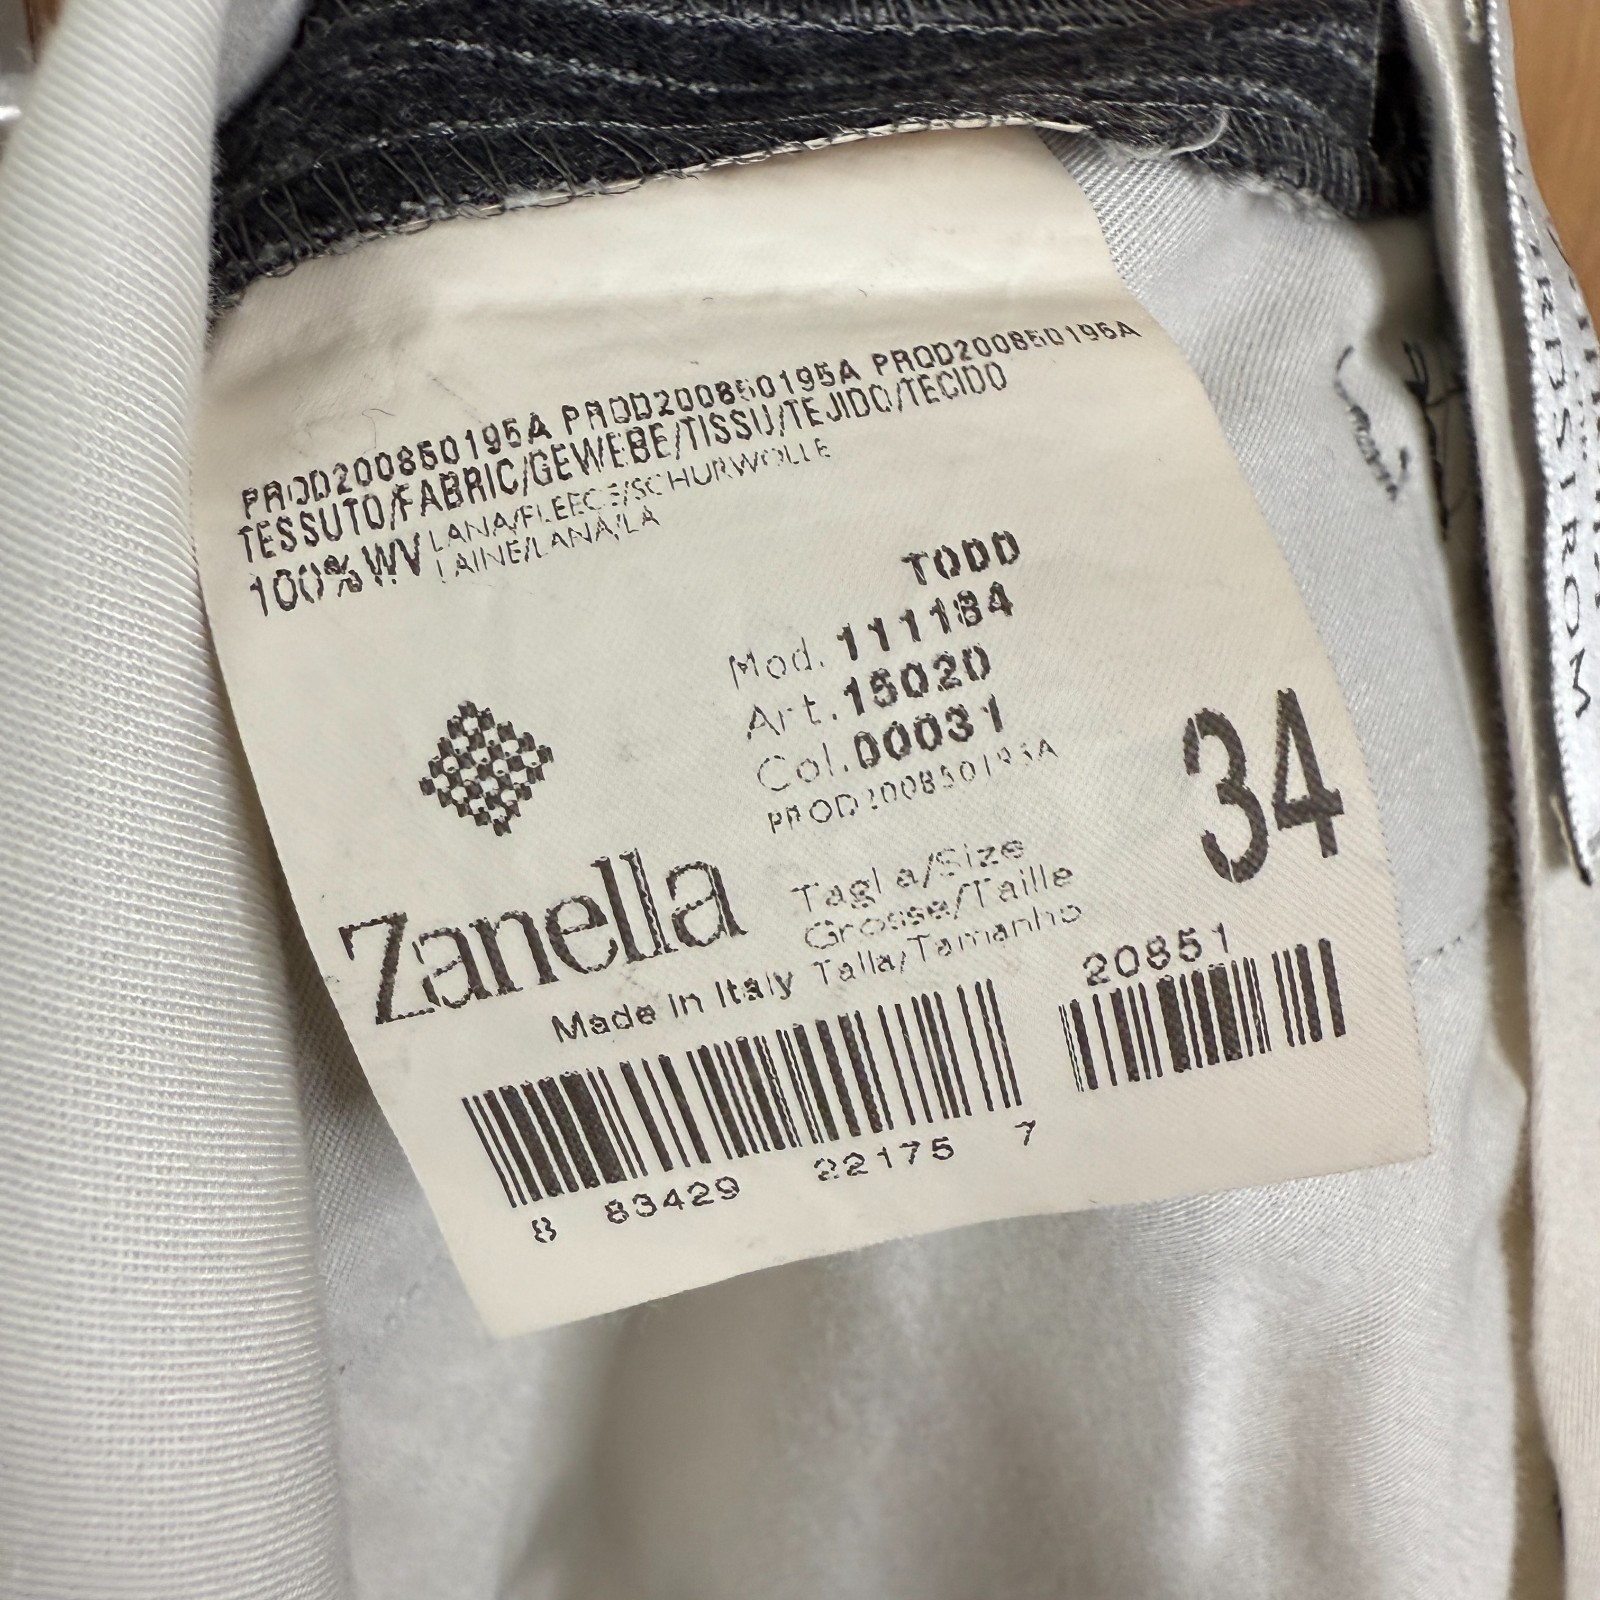 PROD200850195A PROD200850195A PROD200850195A
TESSUTO/FABRIC/GEWEBE/TISSU/TEJIDO/TECIDO
100%WV LANA/FLEECE/SCHURWOLLE
LAINE/LANA/LA
TODD
Mod. 111184
Art. 15020
Col. 00031
PROD200850195A
34
Zanella
Tagl a/Size
Grosse/Taille
Talla/Tamanho
Made In Italy
20851
8 83429 22175 7